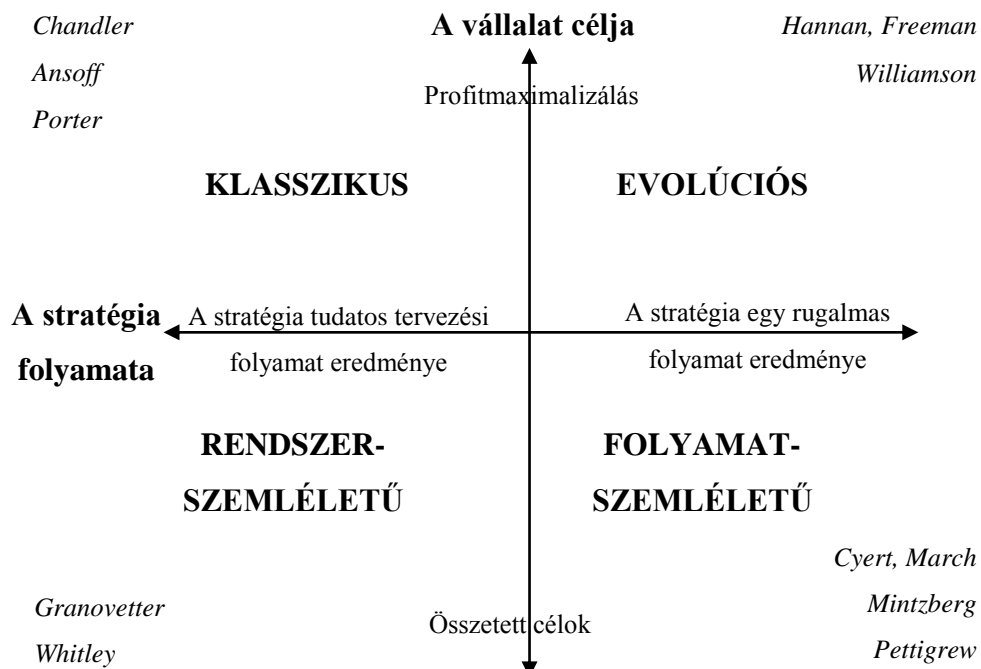 Chandler
Ansoff
Porter
A vállalat célja
Profitmaximalizálás
Hannan, Freeman
Williamson
KLASSZIKUS
EVOLÚCIÓS
A stratégia
folyamata
A stratégia tudatos tervezési
folyamat eredménye
A stratégia egy rugalmas
folyamat eredménye
RENDSZER-
SZEMLÉLETŰ
FOLYAMAT-
SZEMLÉLETŰ
Granovetter
Whitley
Összetett célok
Cyert, March
Mintzberg
Pettigrew